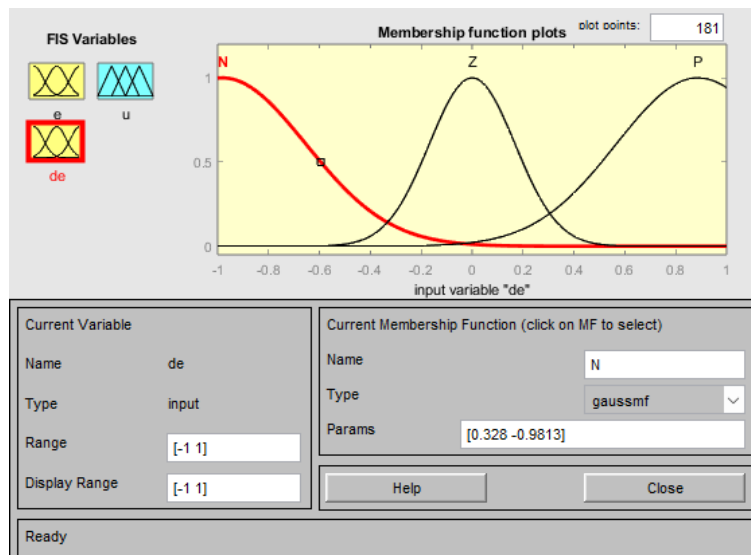 FIS Variables
e
u
de
Membership function plots
plot points:
181
N
Z
P
1
0.5
0
-1
-0.8
-0.6
-0.4
-0.2
0
0.2
0.4
0.6
0.8
1
input variable "de"
Current Variable
Name
de
Type
input
Range
[-1 1]
Display Range
[-1 1]
Current Membership Function (click on MF to select)
Name
N
Type
gaussmf
Params
[0.328 -0.9813]
Help
Close
Ready